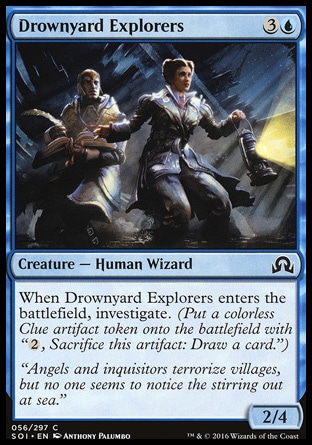 Drownyard Explorers 3
Creature — Human Wizard
When Drownyard Explorers enters the
battlefield, investigate. (Put a colorless
Clue artifact token onto the battlefield with
“2, Sacrifice this artifact: Draw a card.”)
“Angels and inquisitors terrorize villages,
but no one seems to notice the stirring out
at sea.”
2/4
056/297 C
SOI • EN Anthony Palumbo
™ & © 2016 Wizards of the Coast